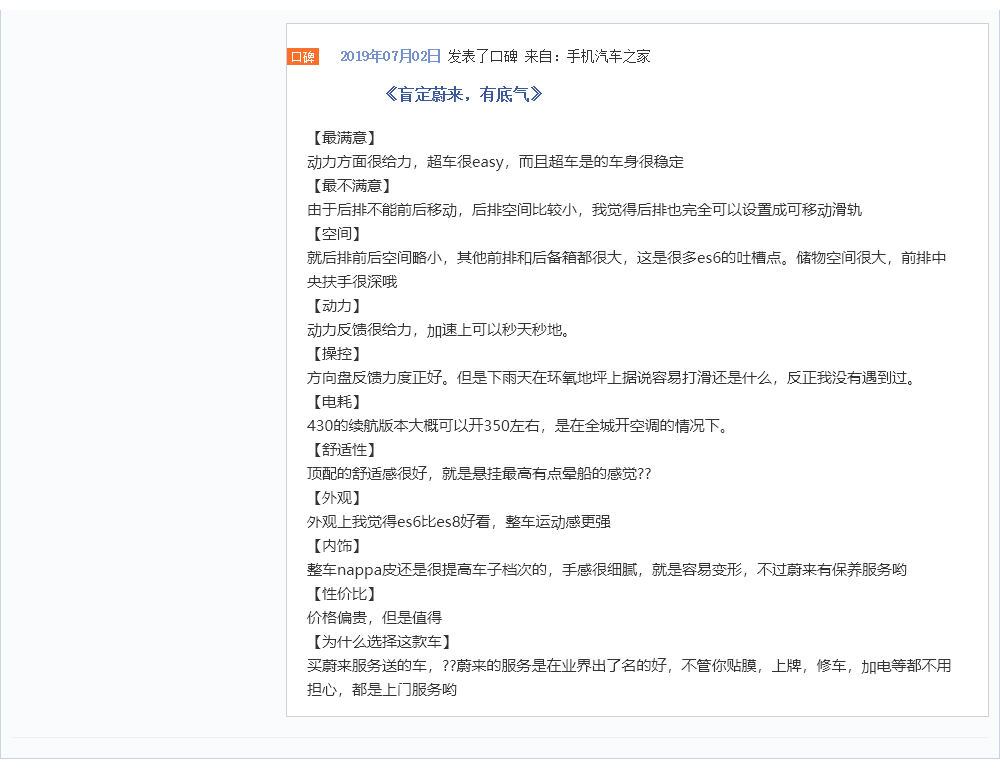 口碑 2019年07月02日 发表了口碑 来自：手机汽车之家
《盲定蔚来，有底气》
【最满意】
动力方面很给力，超车很easy，而且超车是的车身很稳定
【最不满意】
由于后排不能前后移动，后排空间比较小，我觉得后排也完全可以设置成可移动滑轨
【空间】
就后排前后空间略小，其他前排和后备箱都很大，这是很多es6的吐槽点。储物空间很大，前排中
央扶手很深哦
【动力】
动力反馈很给力，加速上可以秒天秒地。
【操控】
方向盘反馈力度正好。但是下雨天在环氧地坪上据说容易打滑还是什么，反正我没有遇到过。
【电耗】
430的续航版本大概可以开350左右，是在全城开空调的情况下。
【舒适性】
顶配的舒适感很好，就是悬挂最高有点晕船的感觉??
【外观】
外观上我觉得es6比es8好看，整车运动感更强
【内饰】
整车nappa皮还是很提高车子档次的，手感很细腻，就是容易变形，不过蔚来有保养服务哟
【性价比】
价格偏贵，但是值得
【为什么选择这款车】
买蔚来服务送的车，??蔚来的服务是在业界出了名的好，不管你贴膜，上牌，修车，加电等都不用
担心，都是上门服务哟